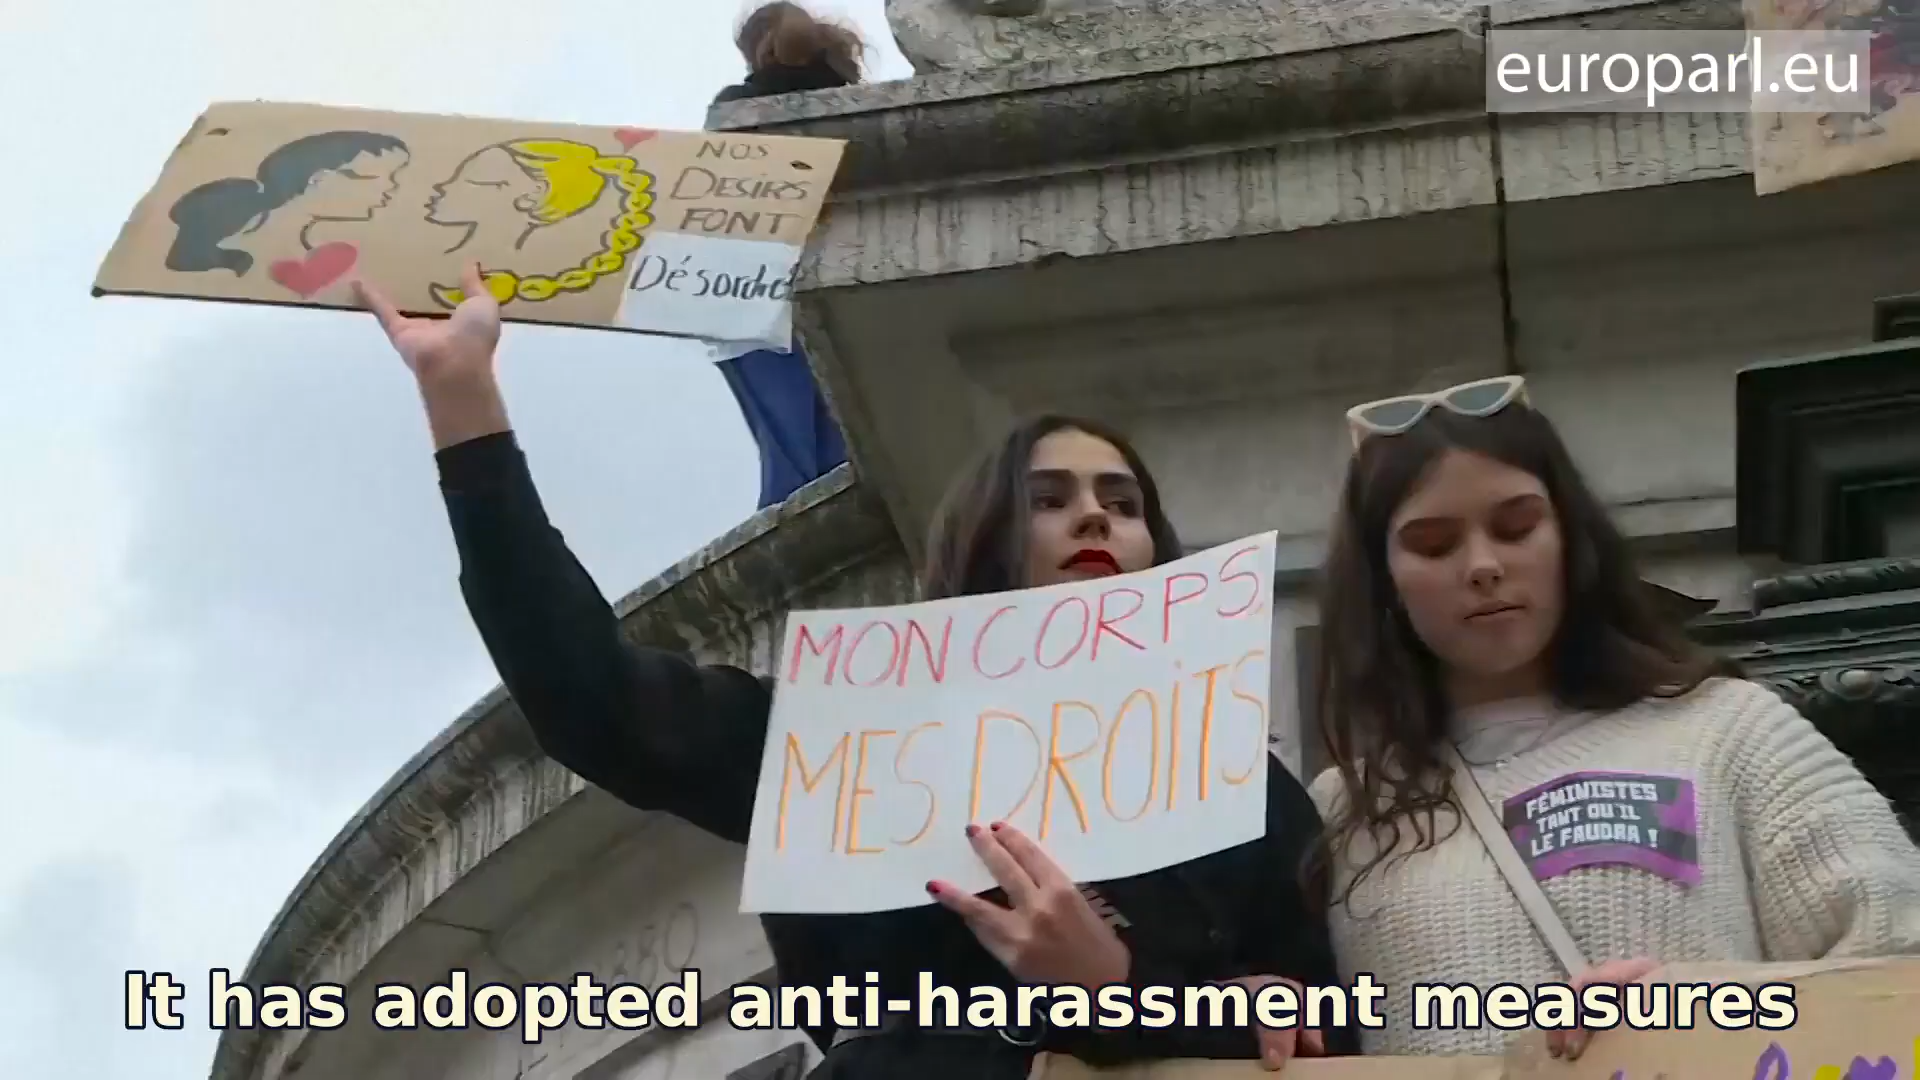 europarl.eu
NOS
DESIRS
FONT
Désordre
MON CORPS
MES DROITS
FÉMINISTES
TANT QU'IL
LE FAUDRA !
It has adopted anti-harassment measures